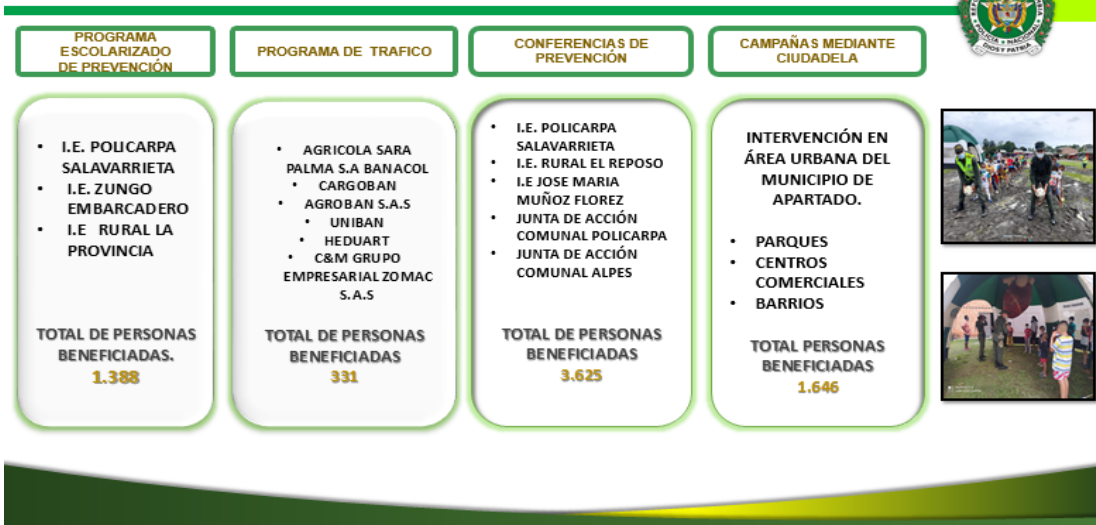 PROGRAMA
ESCOLARIZADO
DE PREVENCIÓN
PROGRAMA DE TRAFICO
CONFERENCIAS DE
PREVENCIÓN
CAMPAÑAS MEDIANTE
CIUDADELA
POLICÍA NACIONAL
DIOS Y PATRIA
• I.E. POLICARPA
SALAVARRIETA
• I.E. ZUNGO
EMBARCADERO
• I.E RURAL LA
PROVINCIA
TOTAL DE PERSONAS
BENEFICIADAS.
1.388
• AGRICOLA SARA
PALMA S.A BANACOL
• CARGOBAN
• AGROBAN S.A.S
• UNIBAN
• HEDUART
• C&M GRUPO
EMPRESARIAL ZOMAC
S.A.S
TOTAL DE PERSONAS
BENEFICIADAS
331
• I.E. POLICARPA
SALAVARRIETA
• I.E. RURAL EL REPOSO
• I.E JOSE MARIA
MUÑOZ FLOREZ
• JUNTA DE ACCIÓN
COMUNAL POLICARPA
• JUNTA DE ACCIÓN
COMUNAL ALPES
TOTAL DE PERSONAS
BENEFICIADAS
3.625
INTERVENCIÓN EN
ÁREA URBANA DEL
MUNICIPIO DE
APARTADO.
• PARQUES
• CENTROS
COMERCIALES
• BARRIOS
TOTAL PERSONAS
BENEFICIADAS
1.646